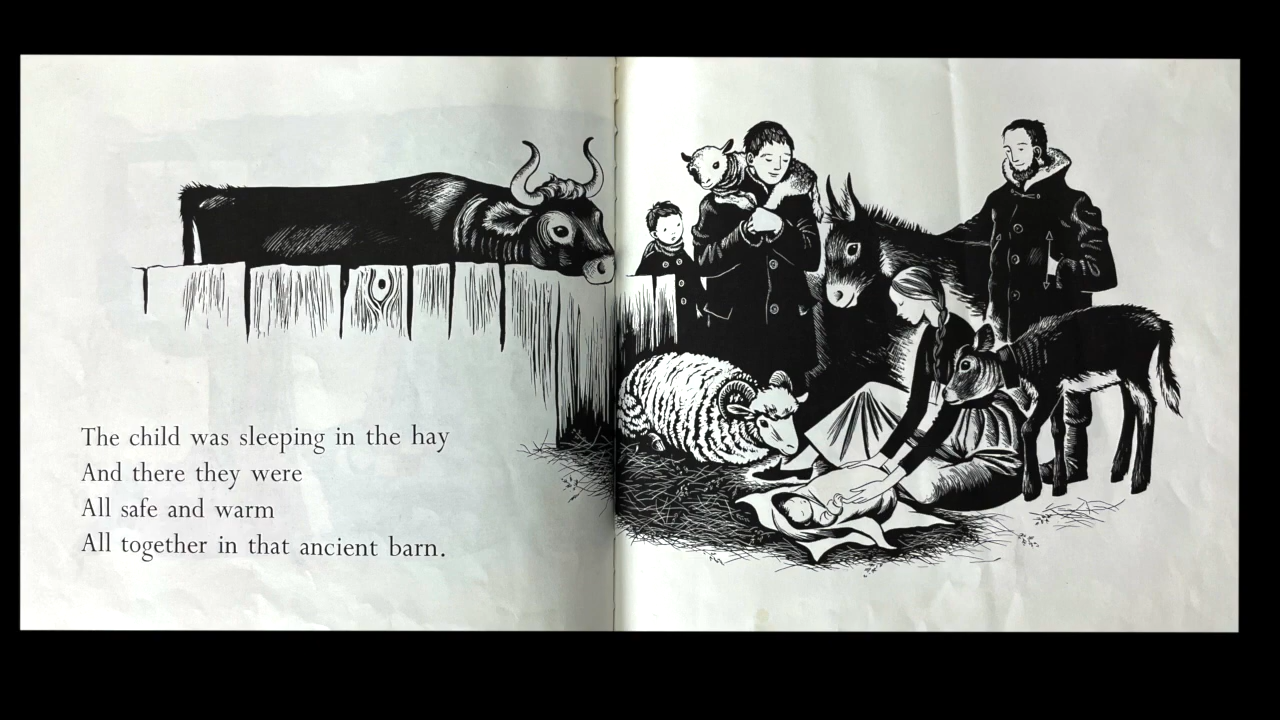 The child was sleeping in the hay
And there they were
All safe and warm
All together in that ancient barn.